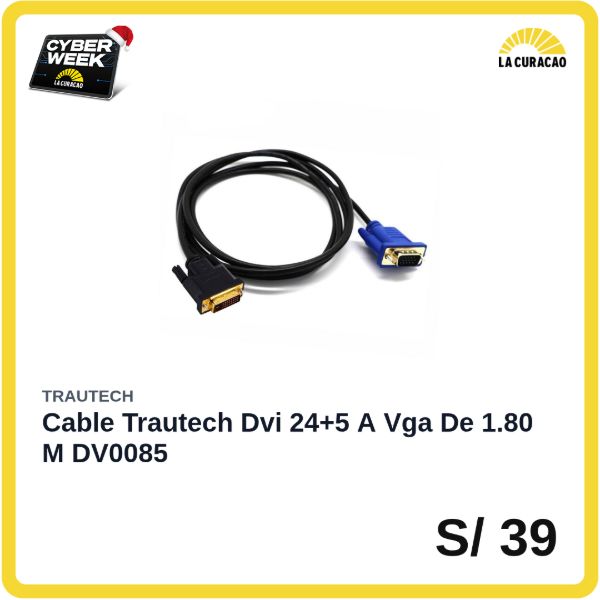 CYBER
WEEK
LA CURACAO
LA CURACAO
TRAUTECH
Cable Trautech Dvi 24+5 A Vga De 1.80
M DV0085
S/ 39